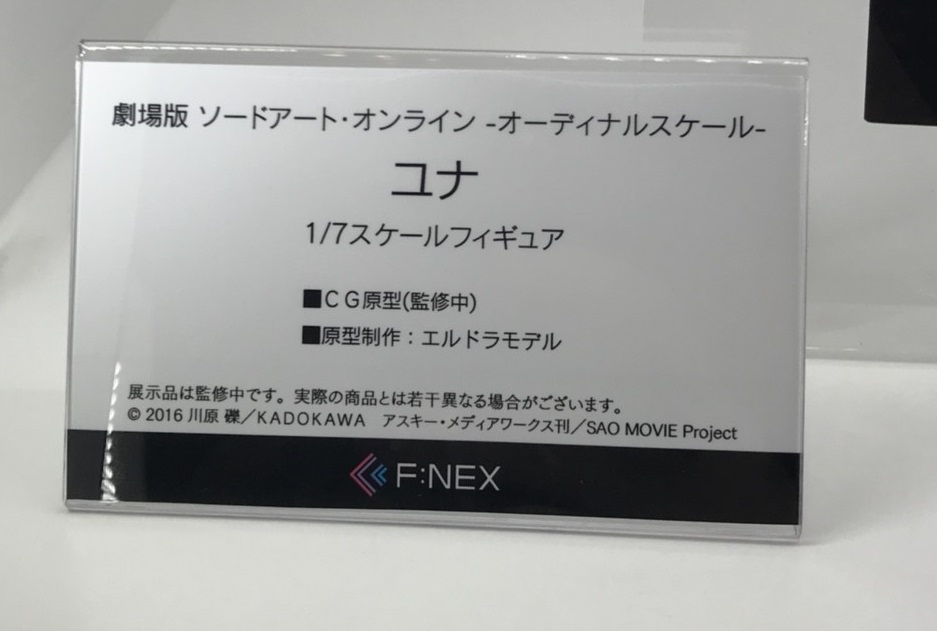 劇場版 ソードアート・オンライン -オーディナルスケール-
ユナ
1/7スケールフィギュア
■CG原型(監修中)
■原型制作：エルドラモデル
展示品は監修中です。実際の商品とは若干異なる場合がございます。
© 2016 川原 礫／KADOKAWA　アスキー・メディアワークス刊／SAO MOVIE Project
F:NEX